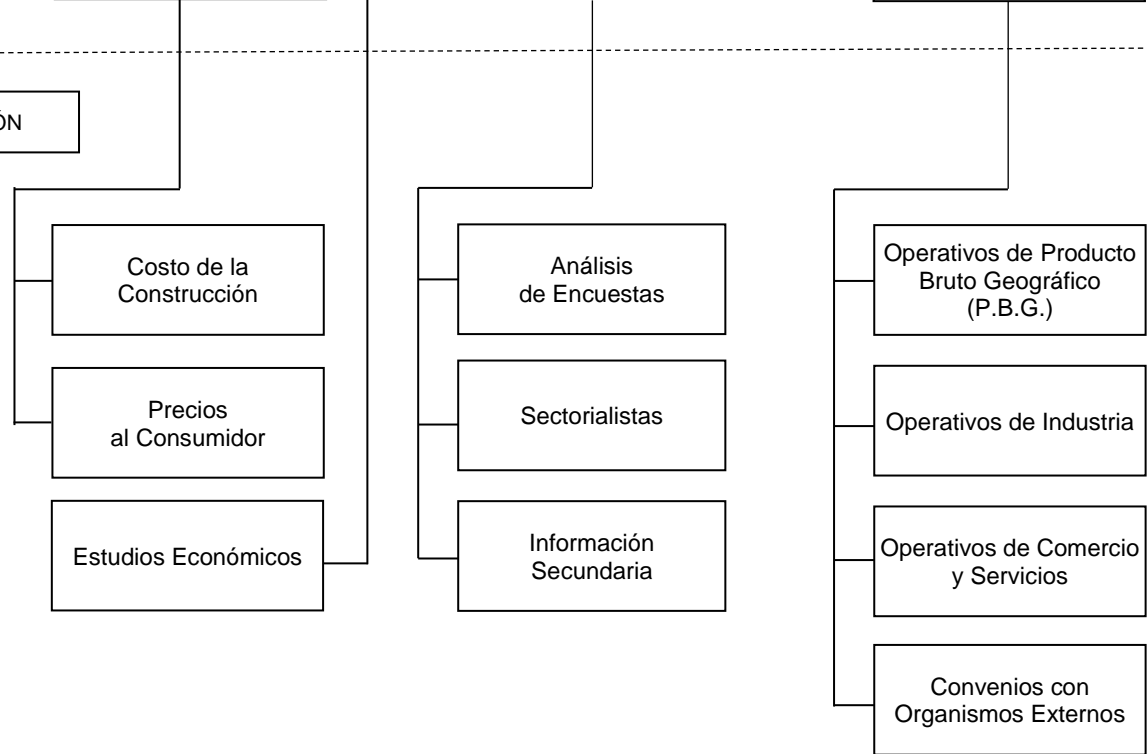 ÓN
Costo de la
Construcción
Precios
al Consumidor
Estudios Económicos
Análisis
de Encuestas
Sectorialistas
Información
Secundaria
Operativos de Producto
Bruto Geográfico
(P.B.G.)
Operativos de Industria
Operativos de Comercio
y Servicios
Convenios con
Organismos Externos